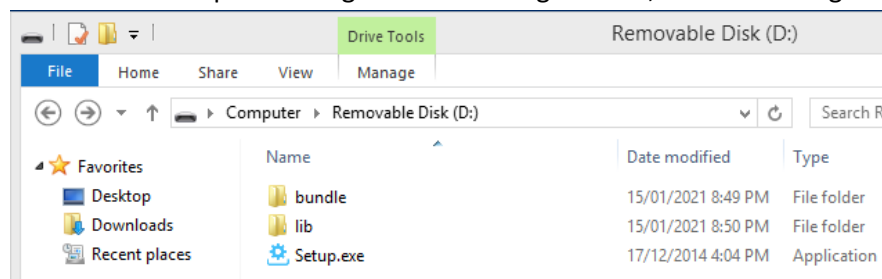 Drive Tools Removable Disk (D:)
File Home Share View Manage
Computer Removable Disk (D:) Search R
Favorites Name Date modified Type
Desktop bundle 15/01/2021 8:49 PM File folder
Downloads lib 15/01/2021 8:50 PM File folder
Recent places Setup.exe 17/12/2014 4:04 PM Application